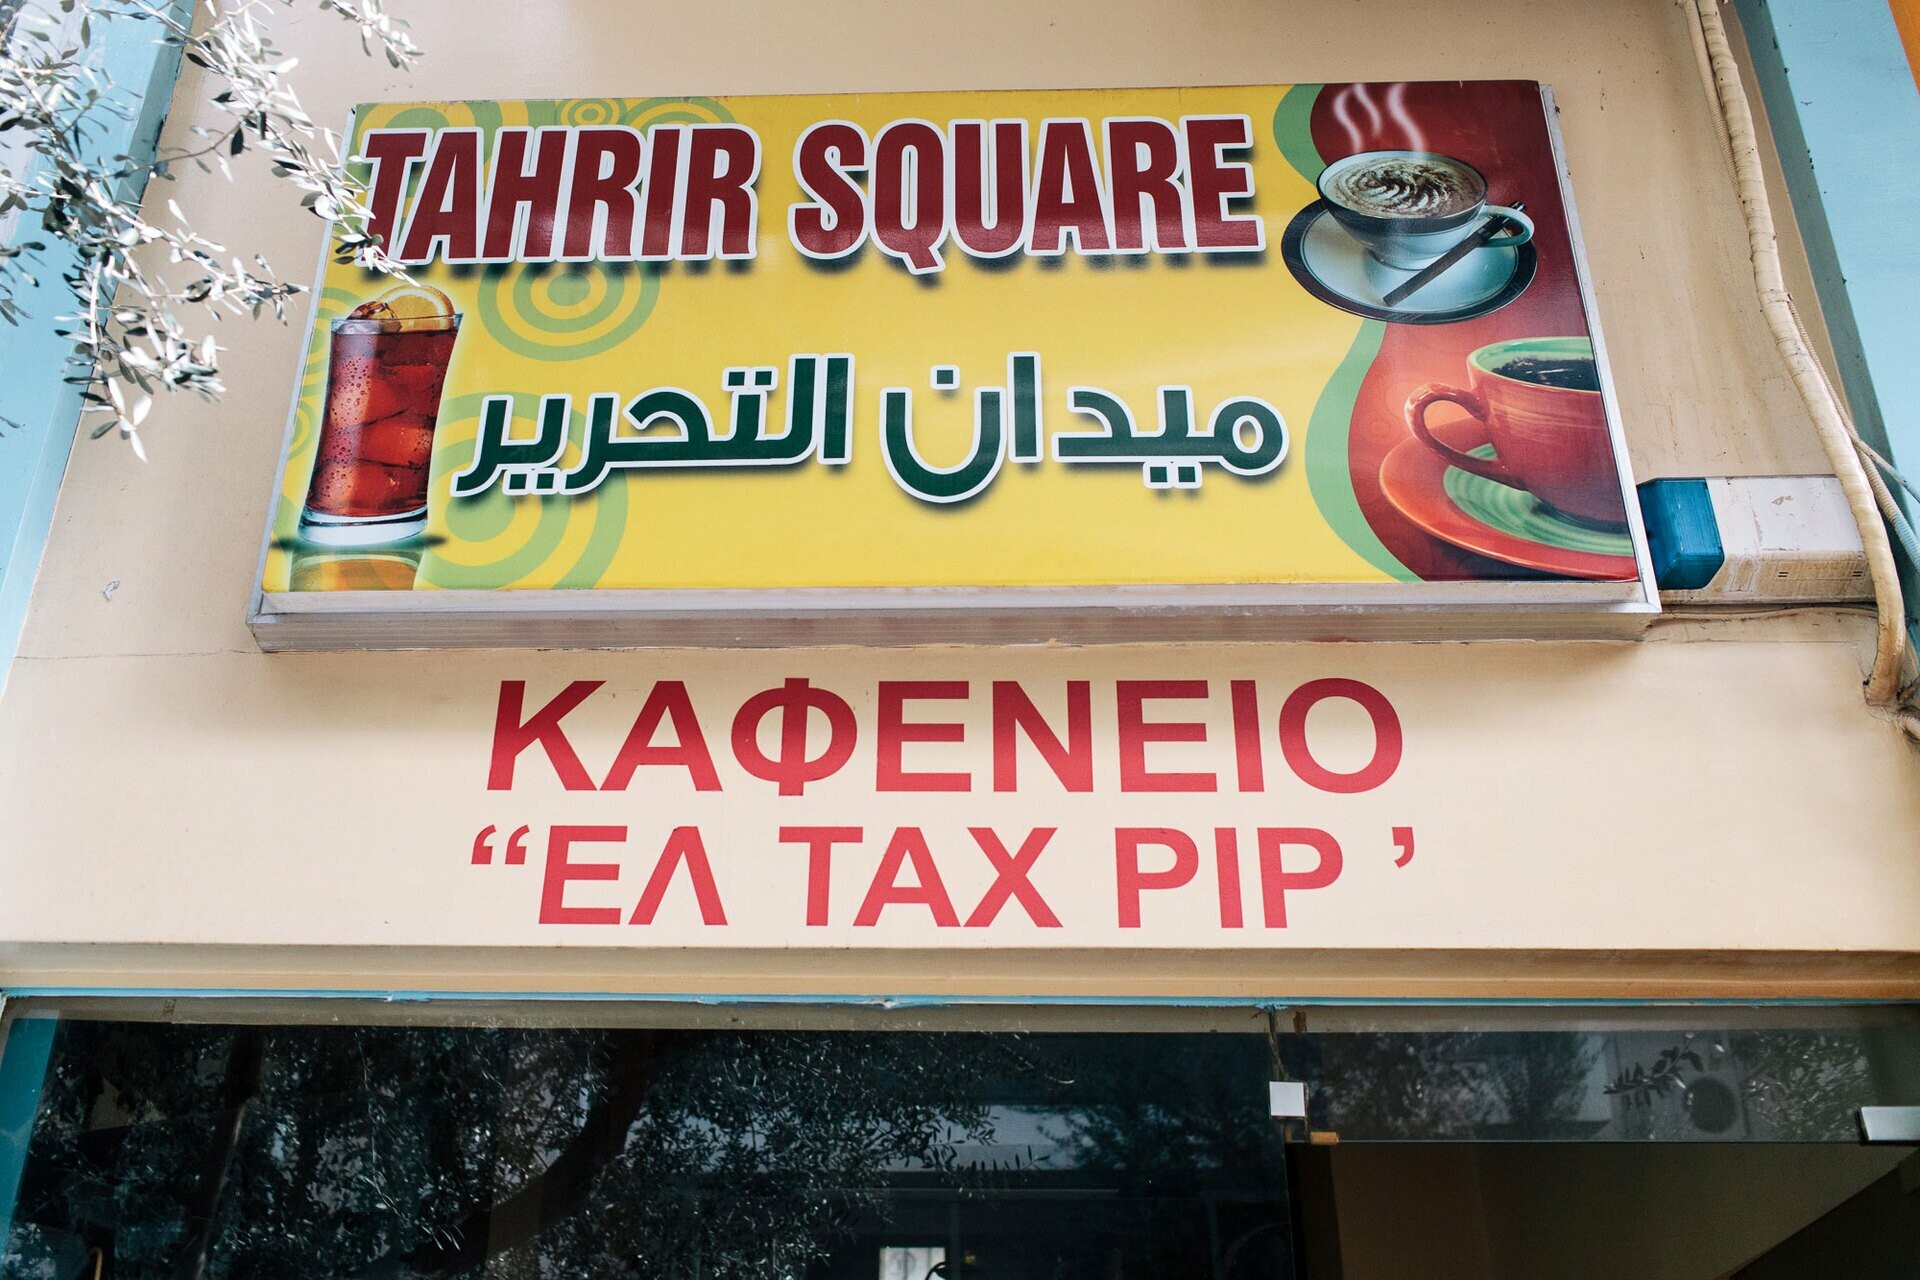 TAHRIR SQUARE
ميدان التحرير
ΚΑΦΕΝΕΙΟ
“ΕΛ ΤΑΧ ΡΙΡ ’